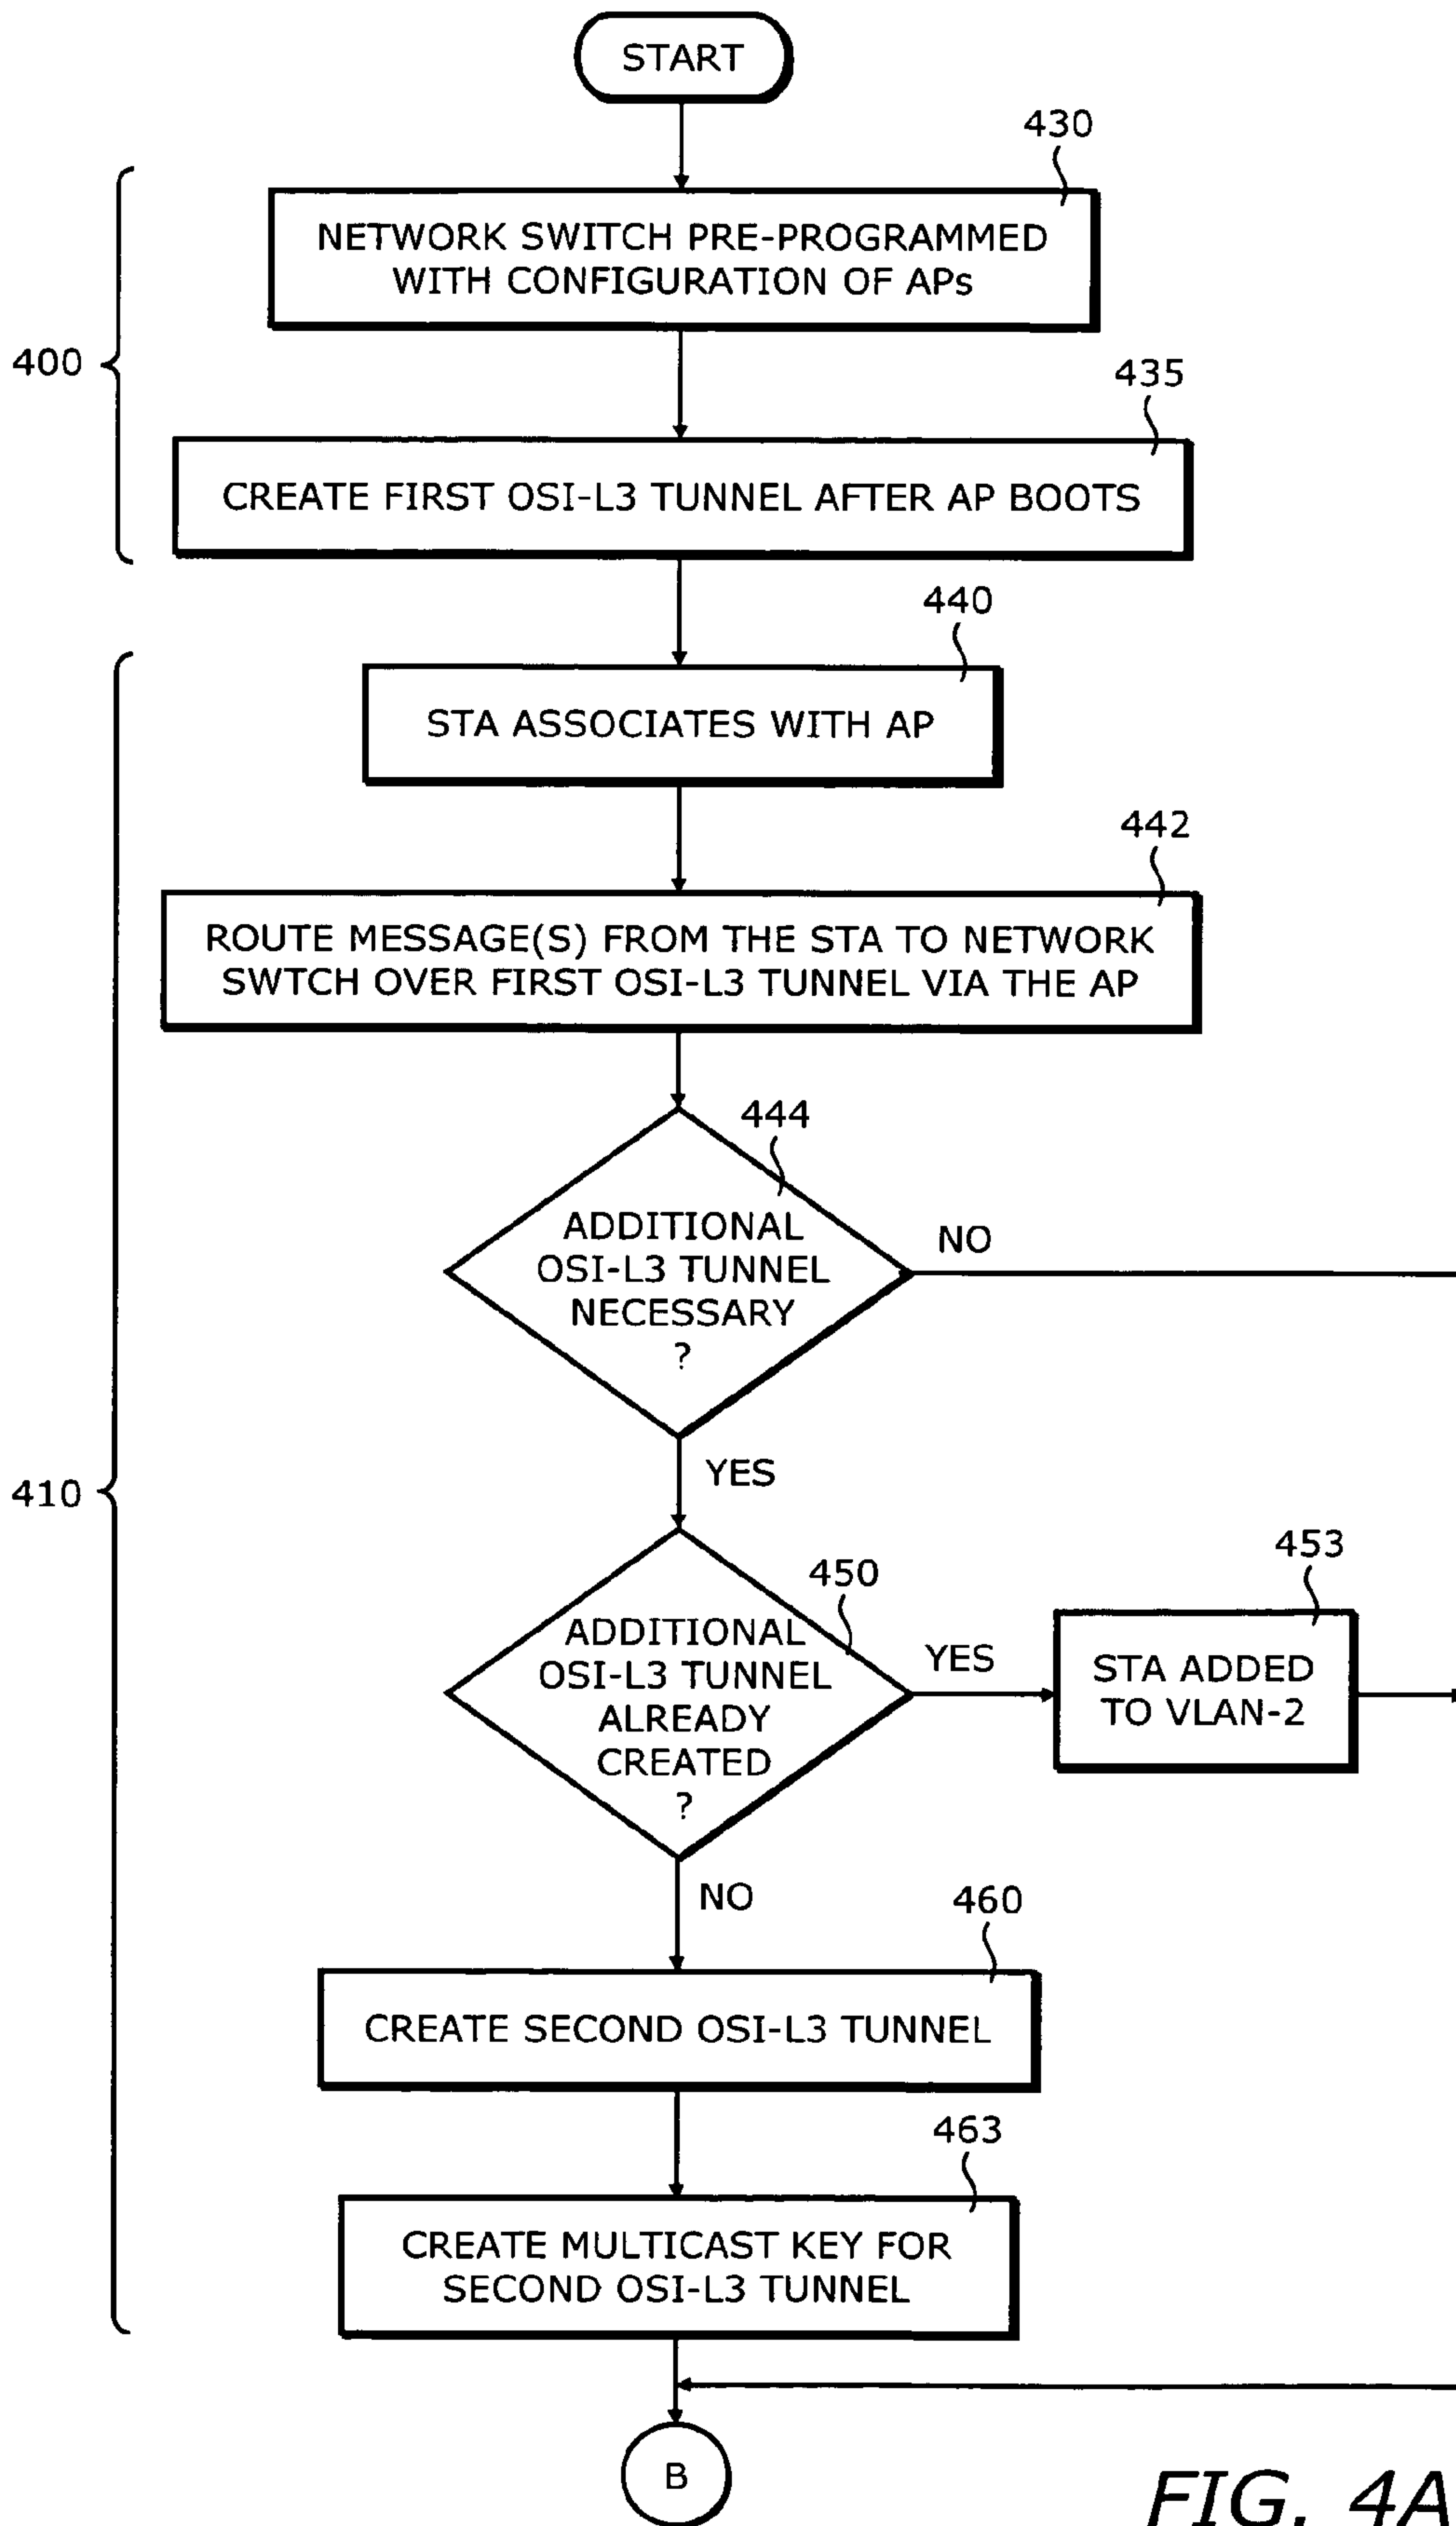 START
430
NETWORK SWITCH PRE-PROGRAMMED
WITH CONFIGURATION OF APs
400
435
CREATE FIRST OSI-L3 TUNNEL AFTER AP BOOTS
440
STA ASSOCIATES WITH AP
442
ROUTE MESSAGE(S) FROM THE STA TO NETWORK
SWTCH OVER FIRST OSI-L3 TUNNEL VIA THE AP
444
ADDITIONAL
OSI-L3 TUNNEL
NECESSARY
?
NO
YES
410
450
ADDITIONAL
OSI-L3 TUNNEL
ALREADY
CREATED
?
YES
453
STA ADDED
TO VLAN-2
NO
460
CREATE SECOND OSI-L3 TUNNEL
463
CREATE MULTICAST KEY FOR
SECOND OSI-L3 TUNNEL
B
FIG. 4A